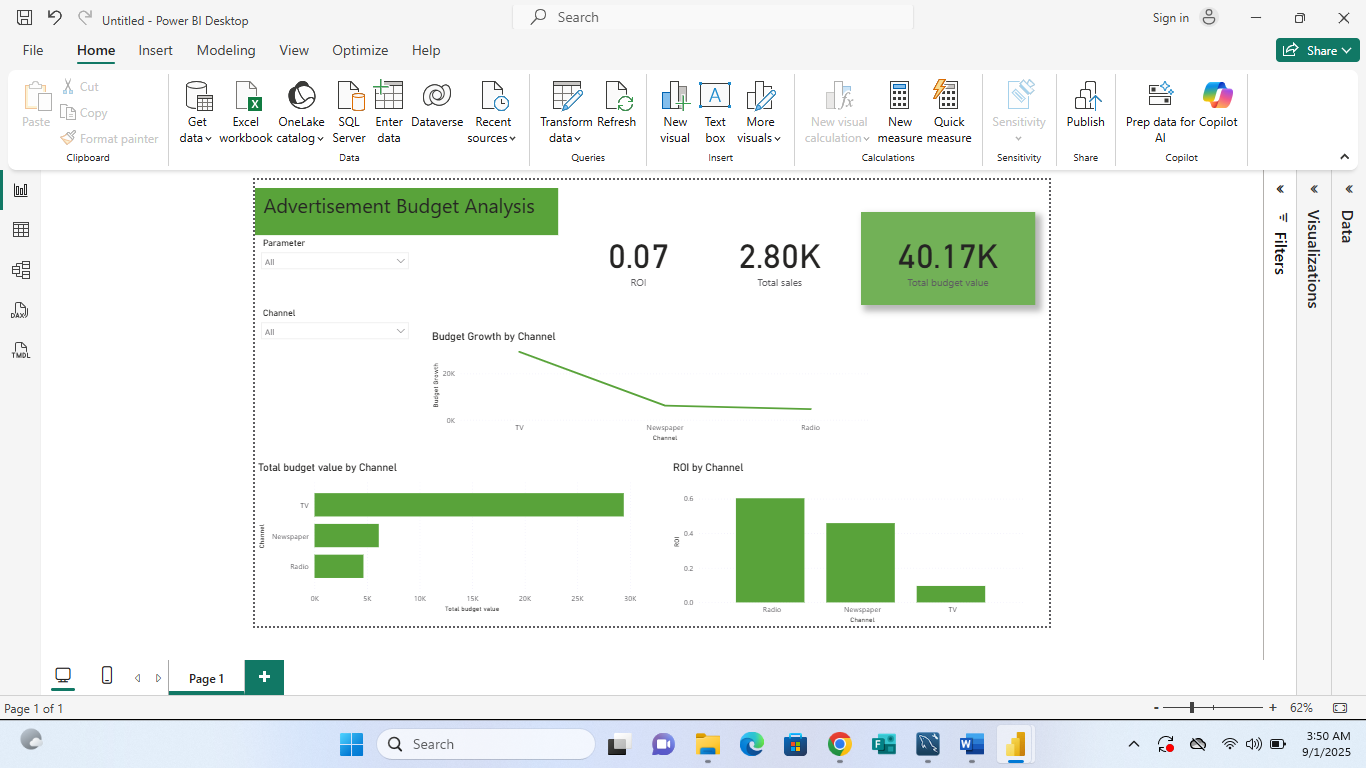 Untitled - Power BI Desktop
Search
Sign in
File Home Insert Modeling View Optimize Help
Share
Paste
Cut
Copy
Format painter
Clipboard
Get data
Excel workbook
OneLake catalog
SQL Server
Enter data
Dataverse
Recent sources
Data
Transform data
Refresh
Queries
New visual
Text box
More visuals
Insert
New visual calculation
New measure
Quick measure
Calculations
Sensitivity
Sensitivity
Publish
Share
Prep data for AI
Copilot
Copilot
DAX
TMDL
Advertisement Budget Analysis
Parameter
All
Channel
All
0.07
ROI
2.80K
Total sales
40.17K
Total budget value
Budget Growth by Channel
Budget Growth
20K
0K
TV Newspaper Radio
Channel
Total budget value by Channel
Channel
TV
Newspaper
Radio
0K 5K 10K 15K 20K 25K 30K
Total budget value
ROI by Channel
ROI
0.6
0.4
0.2
0.0
Radio Newspaper TV
Channel
Filters
Visualizations
Data
Page 1
Page 1 of 1
- + 62%
Search
3:50 AM
9/1/2025